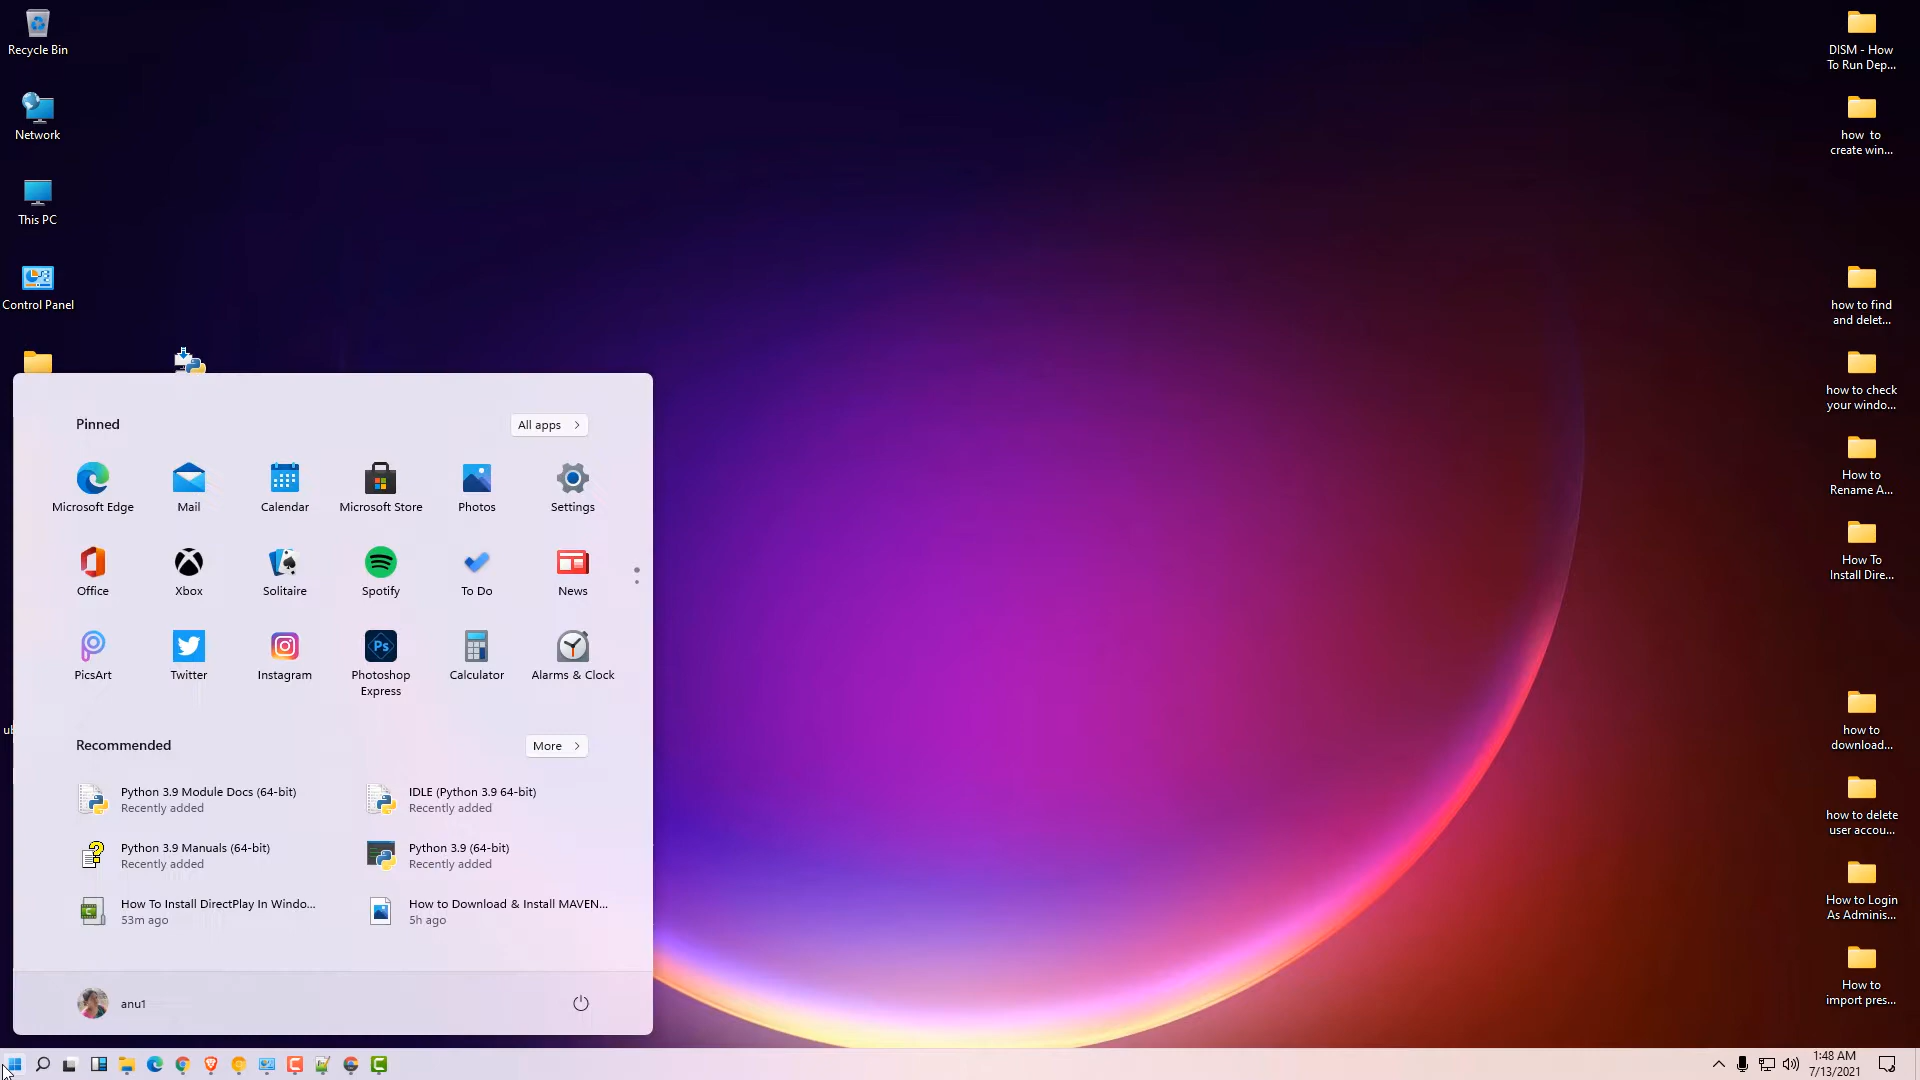 Recycle Bin
Network
This PC
Control Panel
Pinned
All apps
Microsoft Edge
Mail
Calendar
Microsoft Store
Photos
Settings
Office
Xbox
Solitaire
Spotify
To Do
News
PicsArt
Twitter
Instagram
Photoshop
Express
Calculator
Alarms & Clock
Recommended
More
Python 3.9 Module Docs (64-bit)
Recently added
IDLE (Python 3.9 64-bit)
Recently added
Python 3.9 Manuals (64-bit)
Recently added
Python 3.9 (64-bit)
Recently added
How To Install DirectPlay In Windo...
53m ago
How to Download & Install MAVEN...
5h ago
anu1
DISM - How
To Run Dep...
how to
create win...
how to find
and delet...
how to check
your windo...
How to
Rename A...
How To
Install Dire...
how to
download...
how to delete
user accou...
How to Login
As Adminis...
How to
import pres...
1:48 AM
7/13/2021